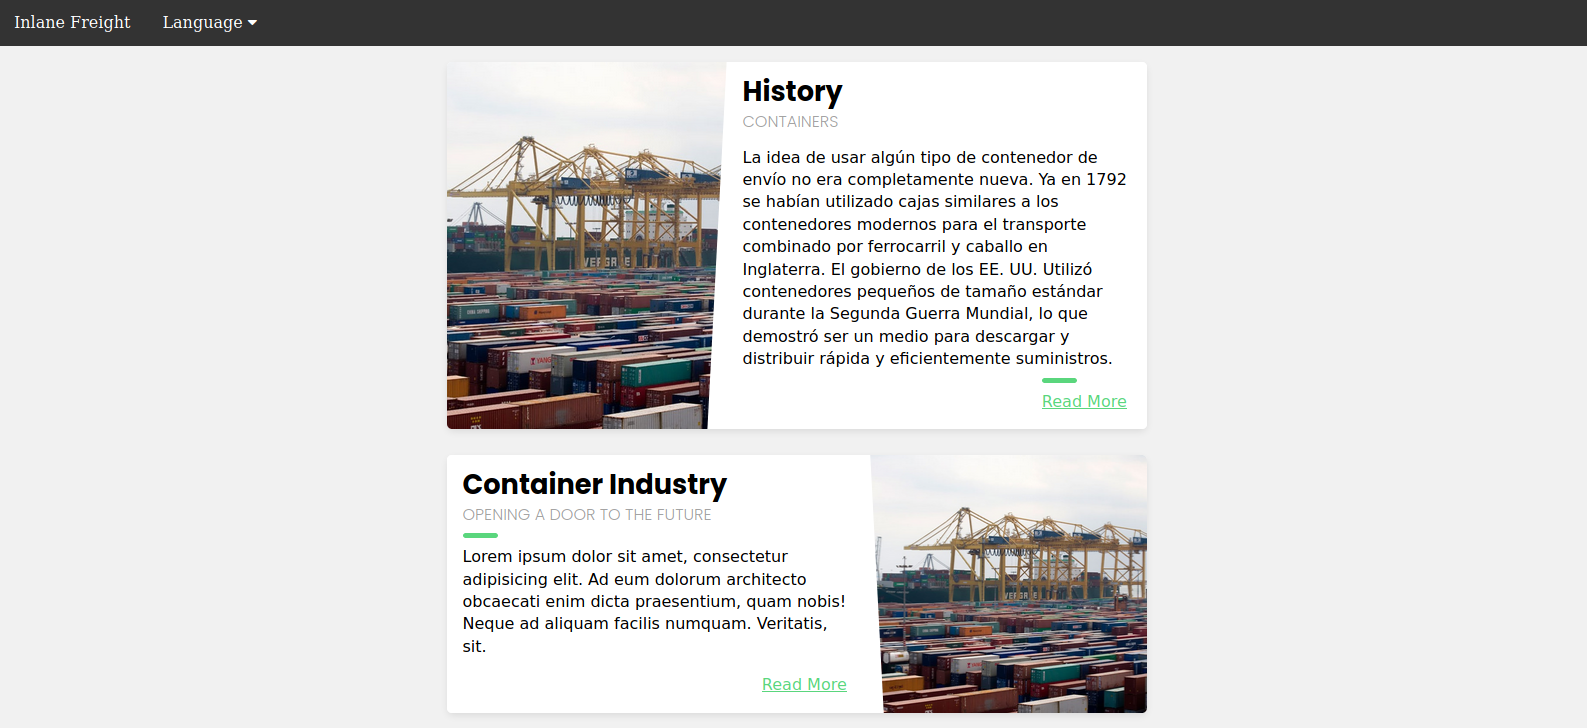 Inlane Freight Language
History
CONTAINERS
La idea de usar algún tipo de contenedor de
envío no era completamente nueva. Ya en 1792
se habían utilizado cajas similares a los
contenedores modernos para el transporte
combinado por ferrocarril y caballo en
Inglaterra. El gobierno de los EE. UU. Utilizó
contenedores pequeños de tamaño estándar
durante la Segunda Guerra Mundial, lo que
demostró ser un medio para descargar y
distribuir rápida y eficientemente suministros.
Read More
Container Industry
OPENING A DOOR TO THE FUTURE
Lorem ipsum dolor sit amet, consectetur
adipisicing elit. Ad eum dolorum architecto
obcaecati enim dicta praesentium, quam nobis!
Neque ad aliquam facilis numquam. Veritatis,
sit.
Read More